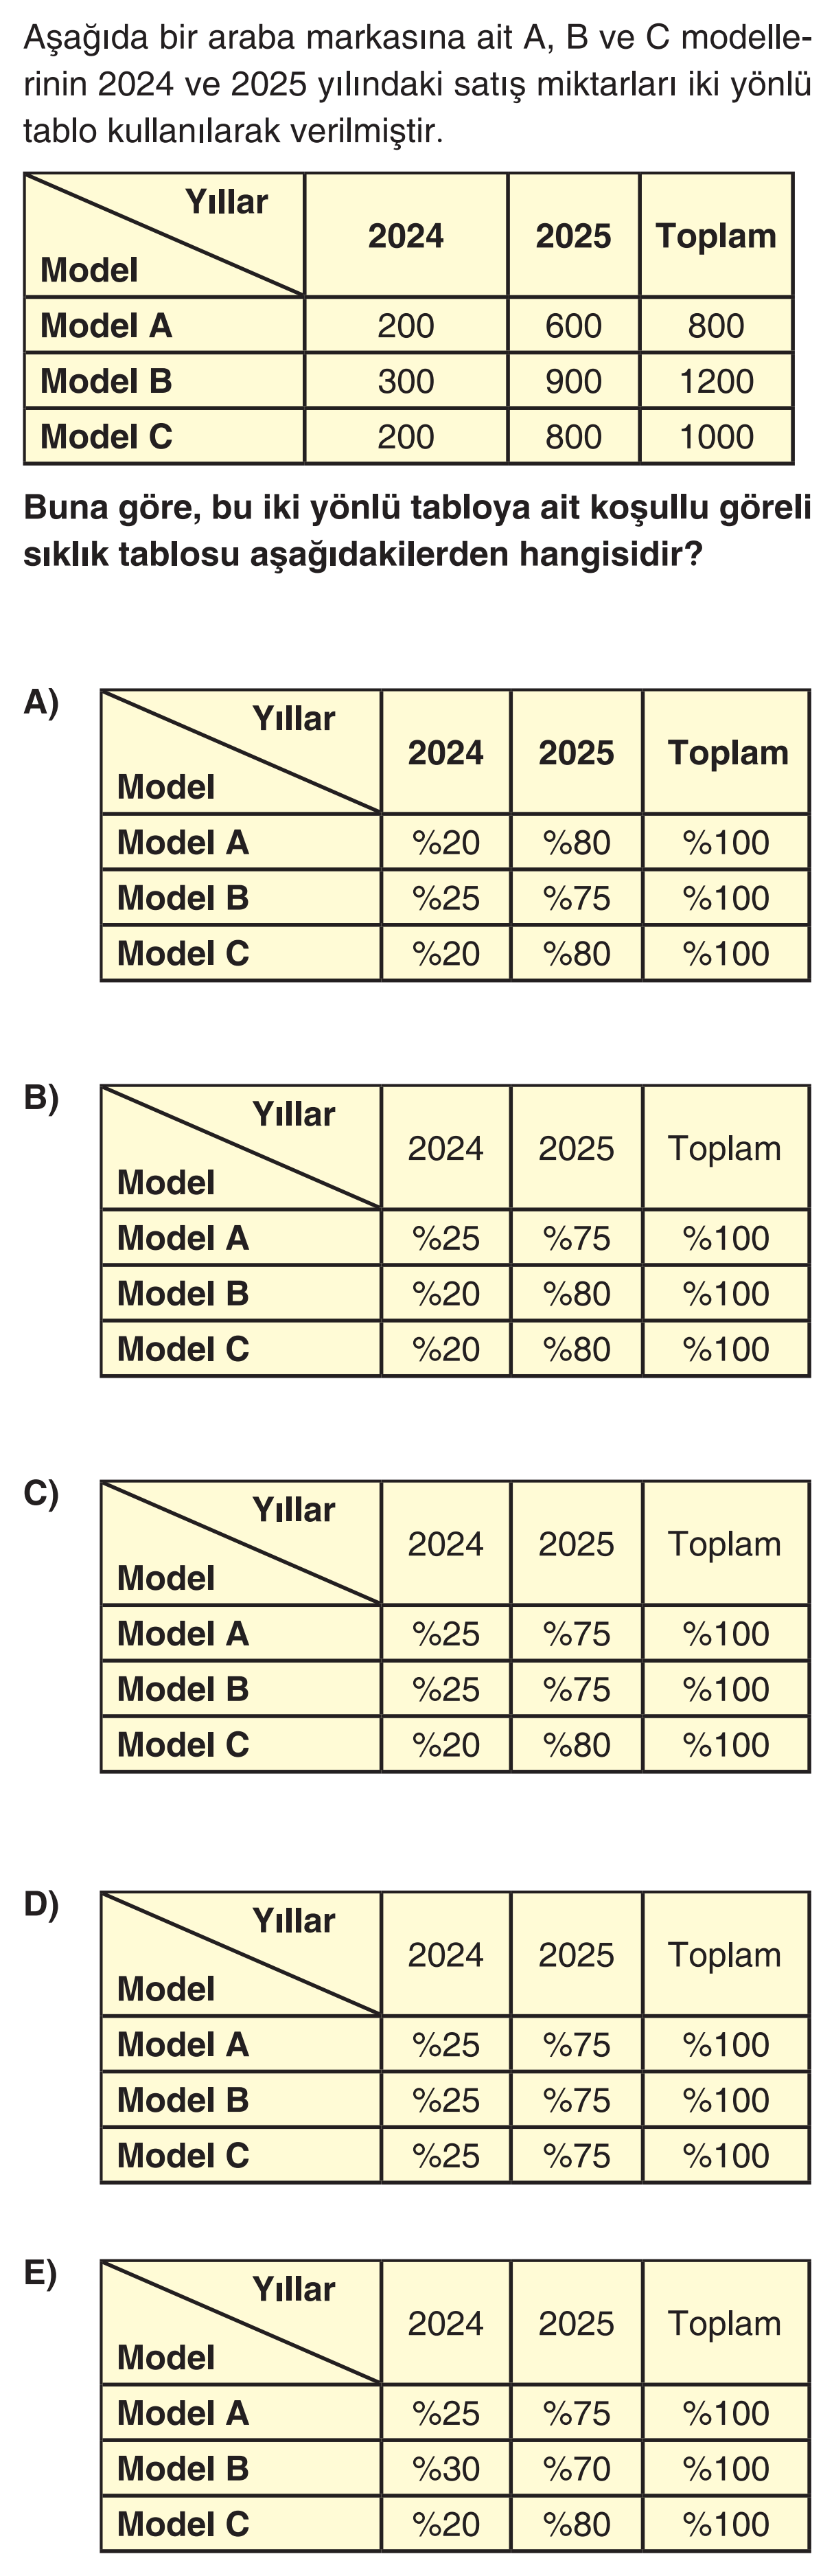 Aşağıda bir araba markasına ait A, B ve C modelle-
rinin 2024 ve 2025 yılındaki satış miktarları iki yönlü
tablo kullanılarak verilmiştir.
Yıllar
Model
2024 2025 Toplam
Model A 200 600 800
Model B 300 900 1200
Model C 200 800 1000
Buna göre, bu iki yönlü tabloya ait koşullu göreli
sıklık tablosu aşağıdakilerden hangisidir?
A)
Yıllar
Model
2024 2025 Toplam
Model A %20 %80 %100
Model B %25 %75 %100
Model C %20 %80 %100
B)
Yıllar
Model
2024 2025 Toplam
Model A %25 %75 %100
Model B %20 %80 %100
Model C %20 %80 %100
C)
Yıllar
Model
2024 2025 Toplam
Model A %25 %75 %100
Model B %25 %75 %100
Model C %20 %80 %100
D)
Yıllar
Model
2024 2025 Toplam
Model A %25 %75 %100
Model B %25 %75 %100
Model C %25 %75 %100
E)
Yıllar
Model
2024 2025 Toplam
Model A %25 %75 %100
Model B %30 %70 %100
Model C %20 %80 %100